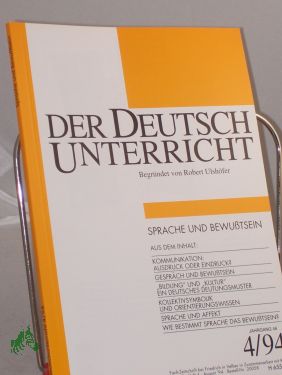 DER DEUTSCH
UNTERRICHT
Begründet von Robert Ulshöfer
SPRACHE UND BEWUßTSEIN
AUS DEM INHALT:
KOMMUNIKATION:
AUSDRUCK ODER EINDRUCK?
GESPRÄCH UND BEWUßTSEIN
„BILDUNG" UND „KULTUR"
EIN DEUTSCHES DEUTUNGSMUSTER
KOLLEKTIVSYMBOLIK
UND ORIENTIERUNGSWISSEN
SPRACHE UND AFFEKT
WIE BESTIMMT SPRACHE DAS BEWUßTSEIN?
JAHRGANG 46
4/94